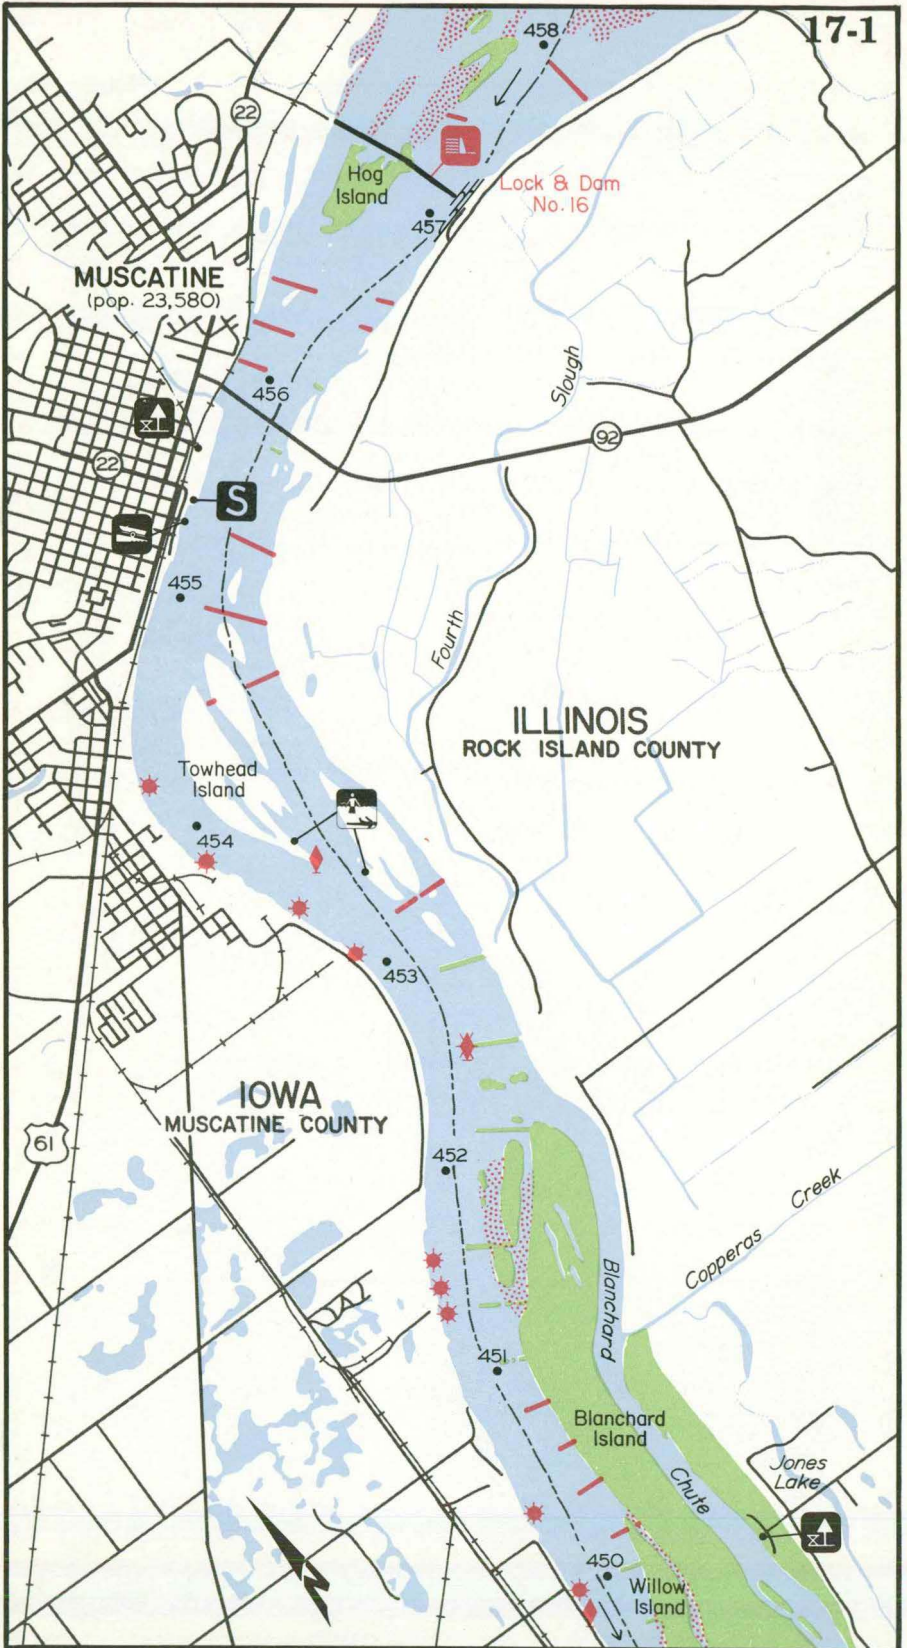 17-1
458
22
Hog
Island
Lock & Dam
No. 16
457
MUSCATINE
(pop. 23,580)
456
Slough
92
22
S
455
Fourth
ILLINOIS
ROCK ISLAND COUNTY
Towhead
Island
454
453
IOWA
MUSCATINE COUNTY
61
452
Copperas Creek
Blanchard
451
Blanchard
Island
Jones
Lake
Chute
450
Willow
Island
N